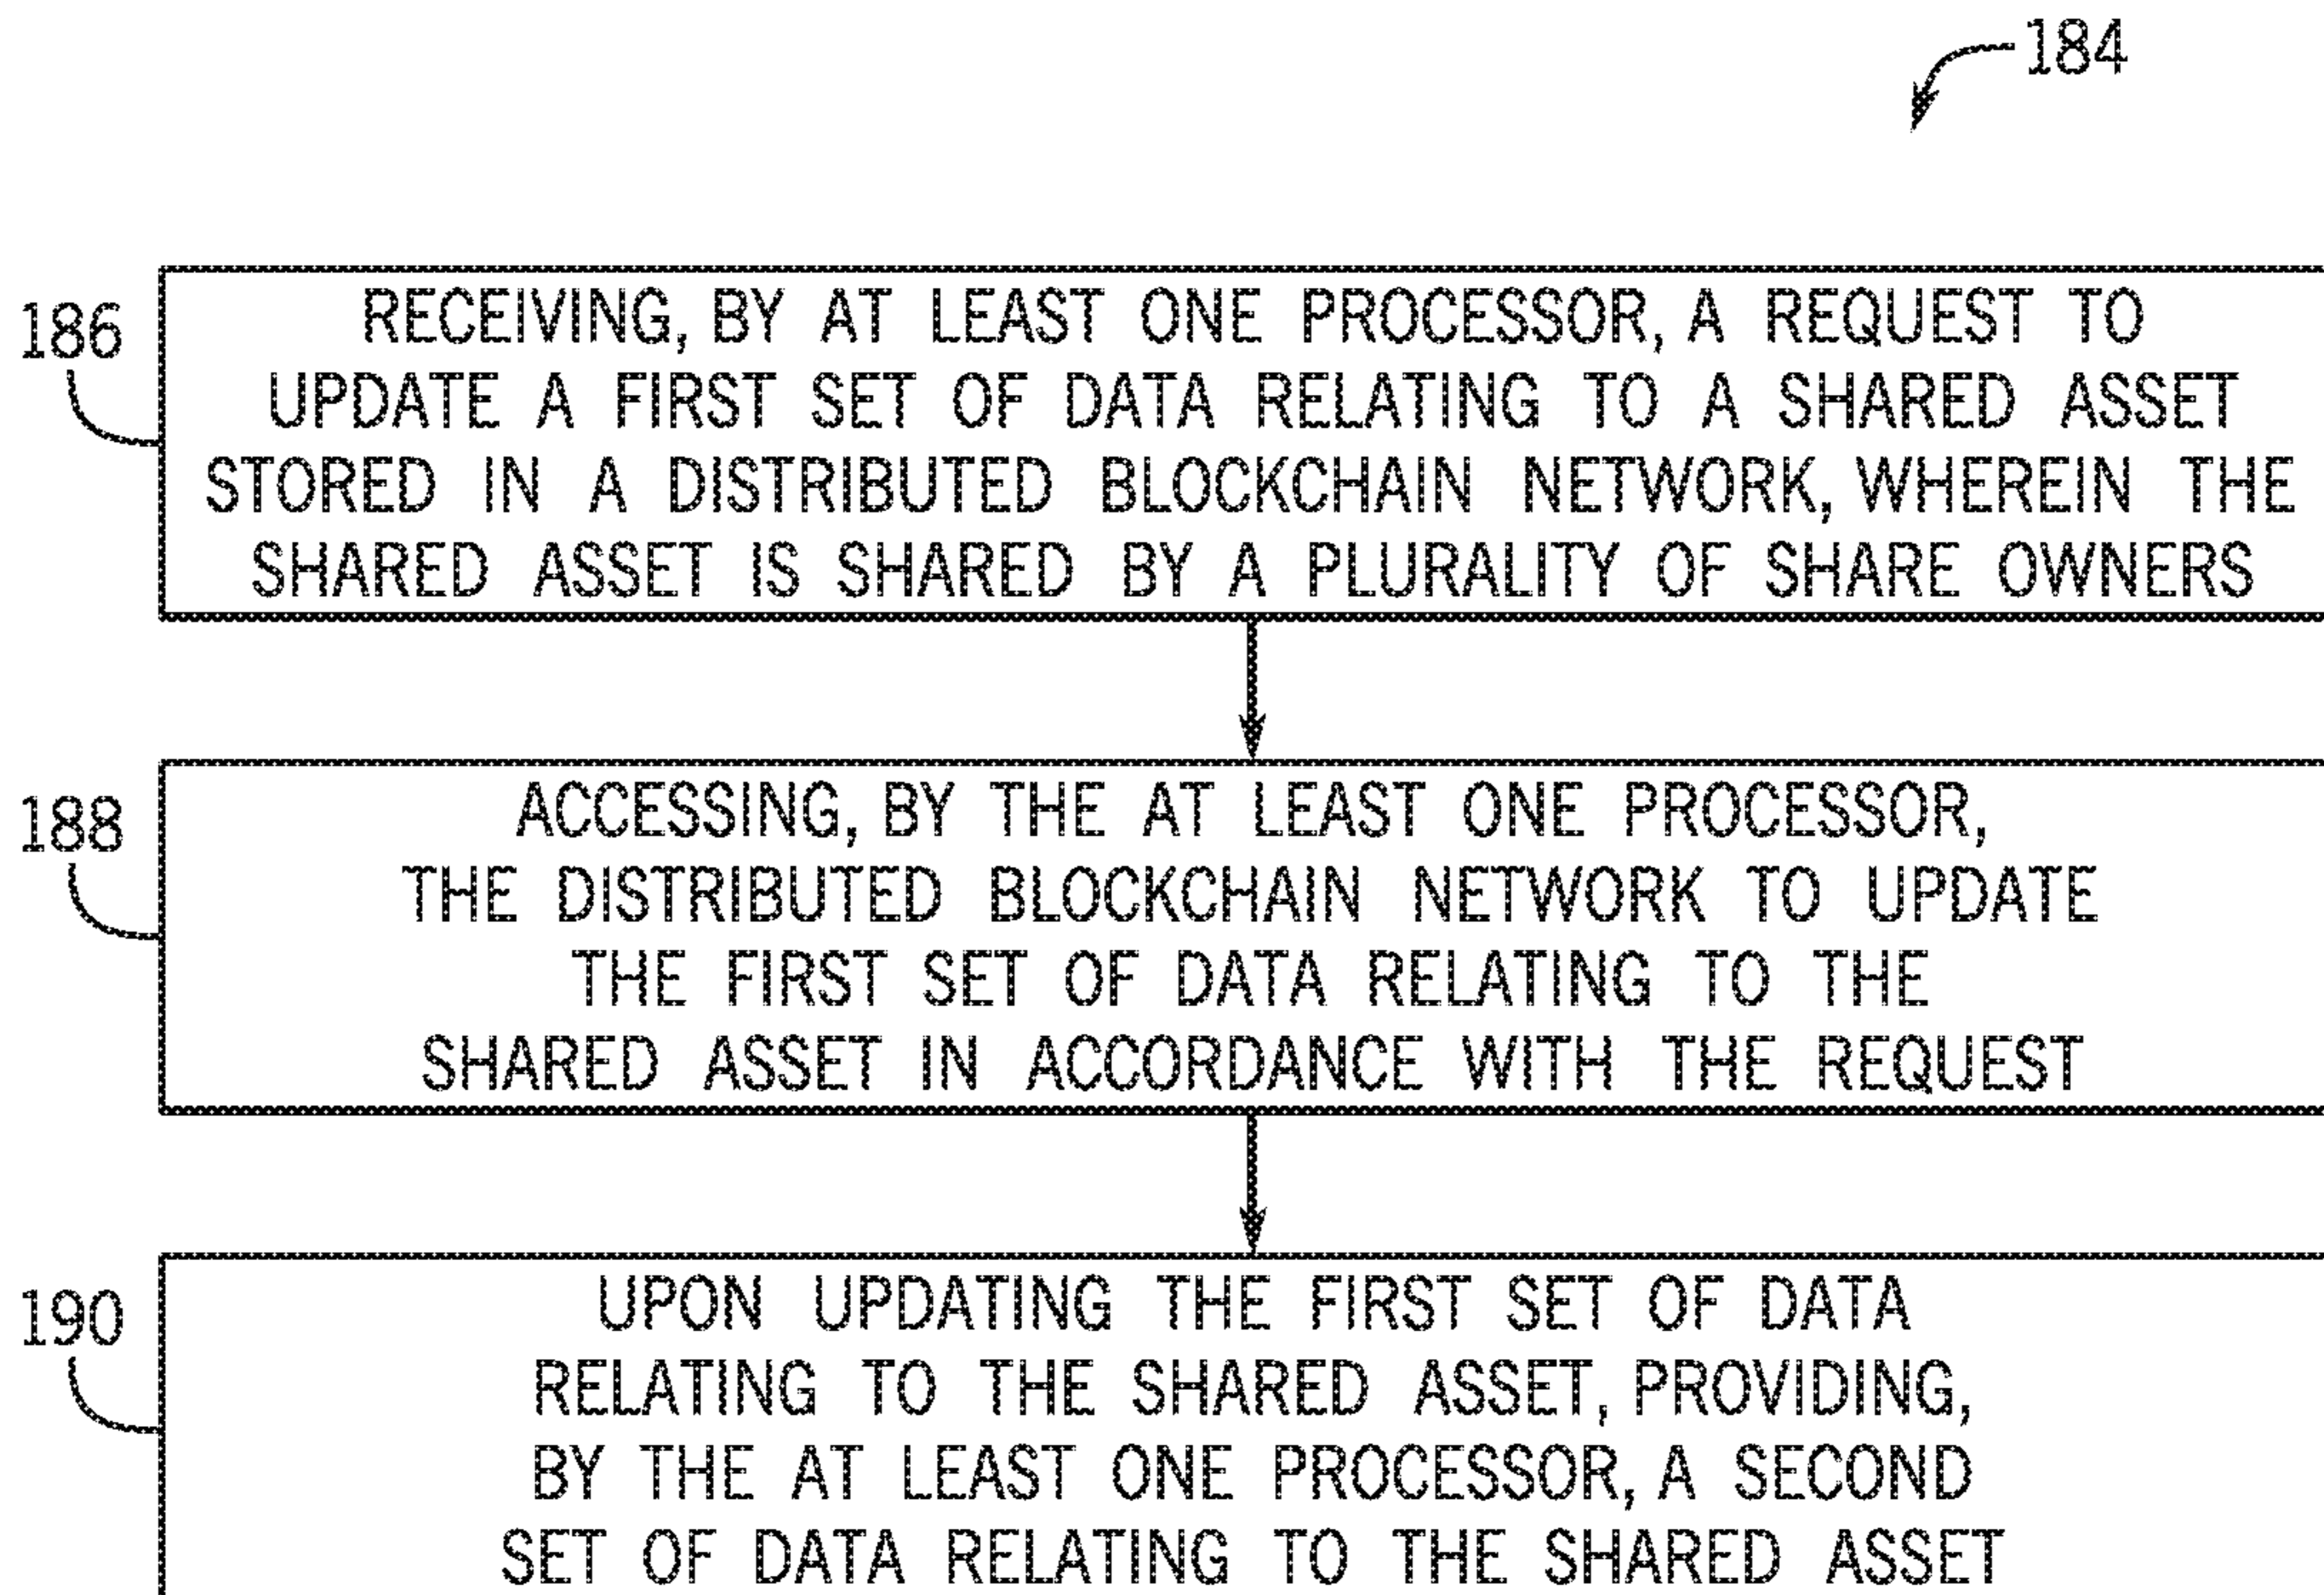 184
186
RECEIVING, BY AT LEAST ONE PROCESSOR, A REQUEST TO
UPDATE A FIRST SET OF DATA RELATING TO A SHARED ASSET
STORED IN A DISTRIBUTED BLOCKCHAIN NETWORK, WHEREIN THE
SHARED ASSET IS SHARED BY A PLURALITY OF SHARE OWNERS
188
ACCESSING, BY THE AT LEAST ONE PROCESSOR,
THE DISTRIBUTED BLOCKCHAIN NETWORK TO UPDATE
THE FIRST SET OF DATA RELATING TO THE
SHARED ASSET IN ACCORDANCE WITH THE REQUEST
190
UPON UPDATING THE FIRST SET OF DATA
RELATING TO THE SHARED ASSET, PROVIDING,
BY THE AT LEAST ONE PROCESSOR, A SECOND
SET OF DATA RELATING TO THE SHARED ASSET